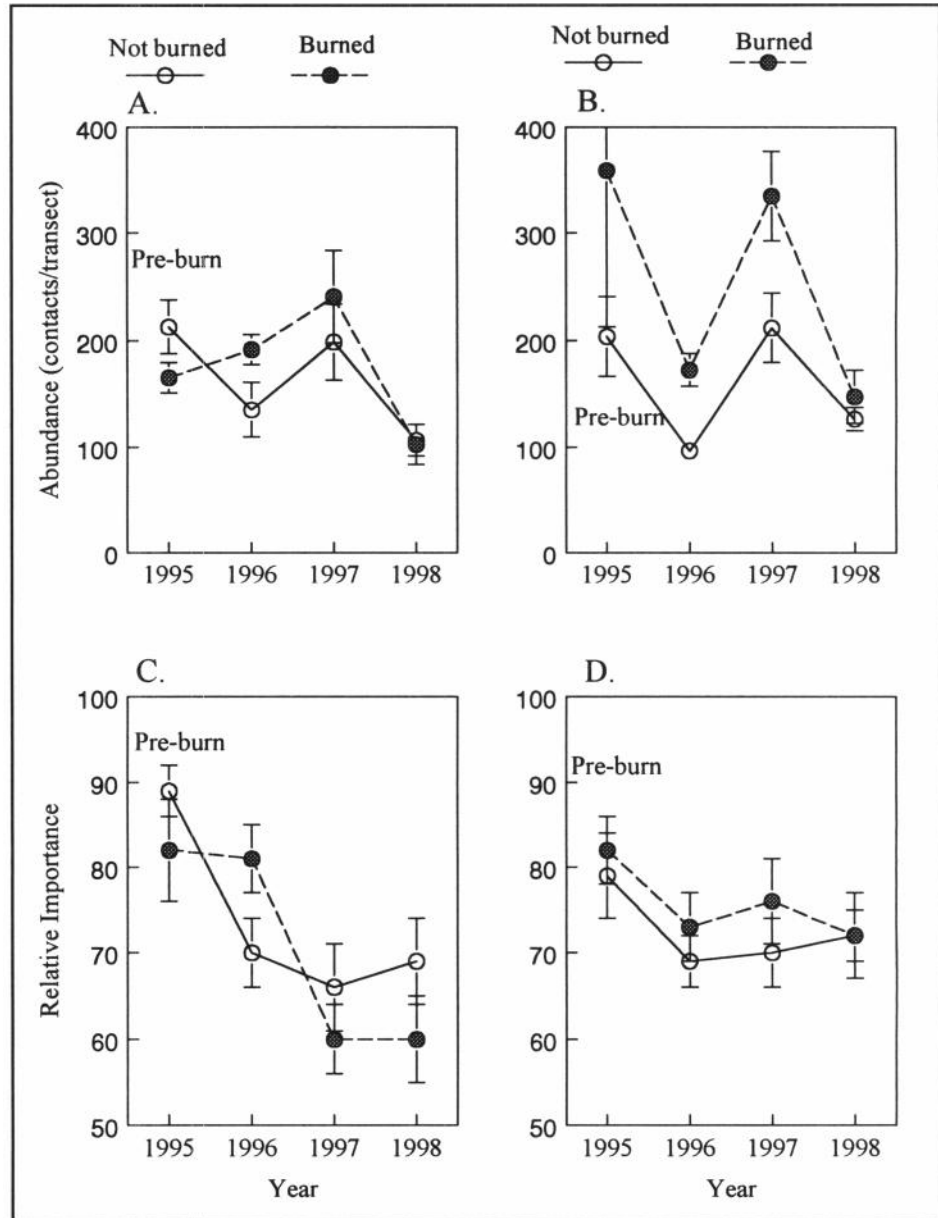 Not burned Burned Not burned Burned
A. B.
400 400
Pre-burn
300 300
200 200
Pre-burn
100 100
0 0
Abundance (contacts/transect)
1995 1996 1997 1998 1995 1996 1997 1998
C. D.
100 100
Pre-burn Pre-burn
90 90
80 80
70 70
60 60
50 50
Relative Importance
1995 1996 1997 1998 1995 1996 1997 1998
Year Year